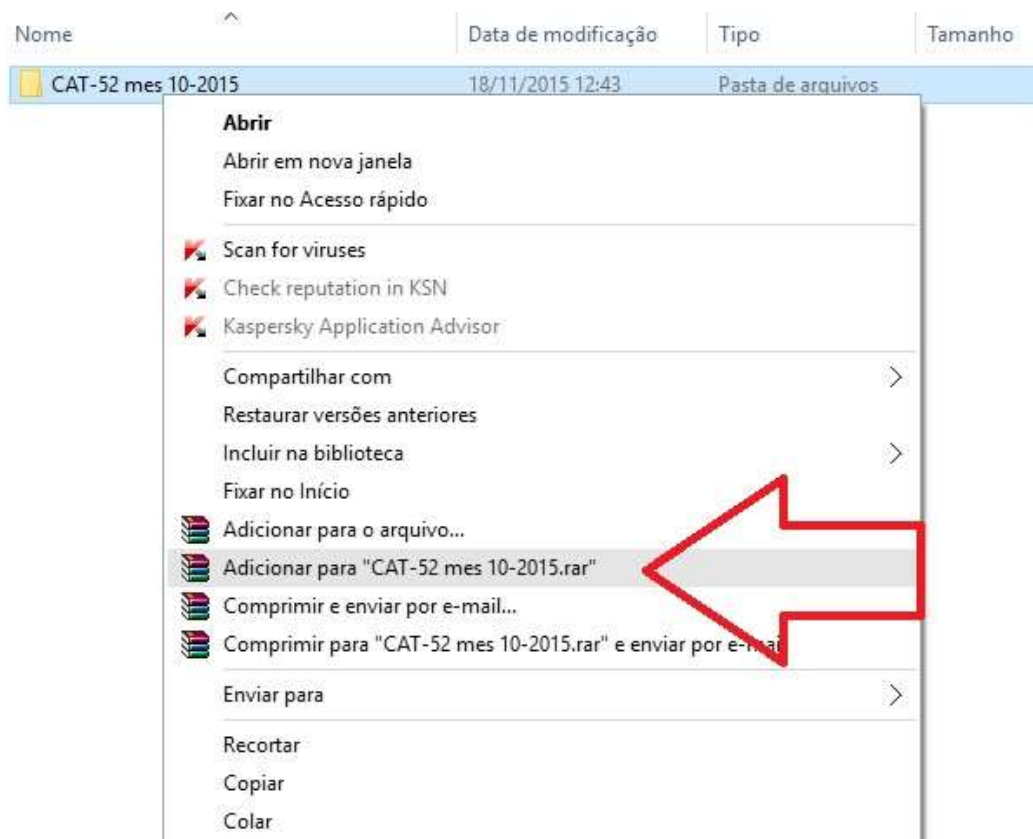 Nome Data de modificação Tipo Tamanho
CAT-52 mes 10-2015 18/11/2015 12:43 Pasta de arquivos
Abrir
Abrir em nova janela
Fixar no Acesso rápido
Scan for viruses
Check reputation in KSN
Kaspersky Application Advisor
Compartilhar com
Restaurar versões anteriores
Incluir na biblioteca
Fixar no Início
Adicionar para o arquivo...
Adicionar para "CAT-52 mes 10-2015.rar"
Comprimir e enviar por e-mail...
Comprimir para "CAT-52 mes 10-2015.rar" e enviar por e-mail
Enviar para
Recortar
Copiar
Colar